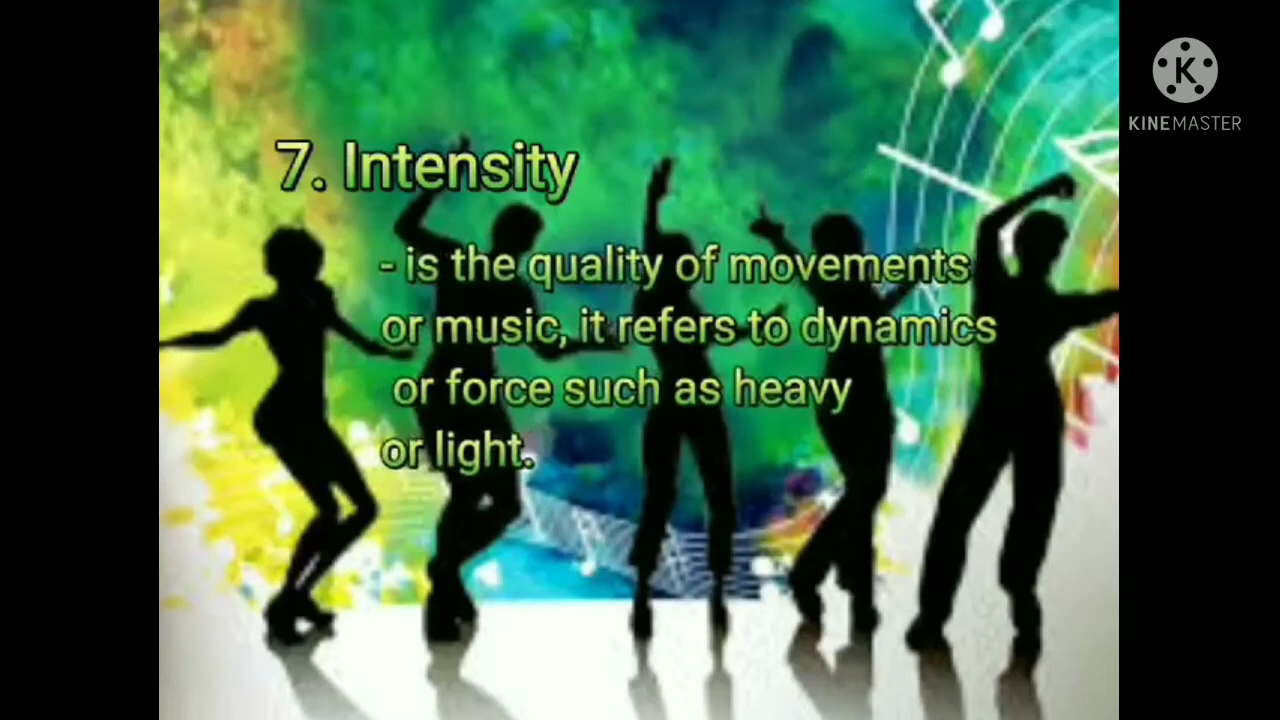 7. Intensity
- is the quality of movements
or music, it refers to dynamics
or force such as heavy
or light.
K
KINEMASTER